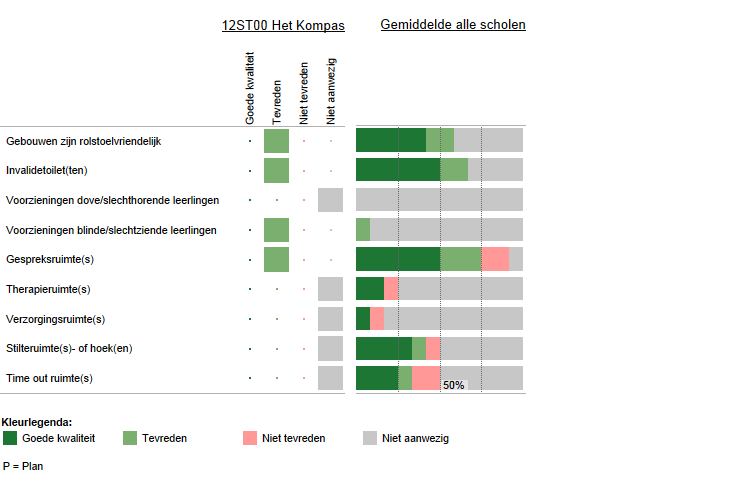 12ST00 Het Kompas
Gemiddelde alle scholen
Goede kwaliteit
Tevreden
Niet tevreden
Niet aanwezig
Gebouwen zijn rolstoelvriendelijk
Invalidetoilet(ten)
Voorzieningen dove/slechthorende leerlingen
Voorzieningen blinde/slechtziende leerlingen
Gespreksruimte(s)
Therapieruimte(s)
Verzorgingsruimte(s)
Stilteruimte(s)- of hoek(en)
Time out ruimte(s)
50%
Kleurlegenda:
Goede kwaliteit
Tevreden
Niet tevreden
Niet aanwezig
P = Plan